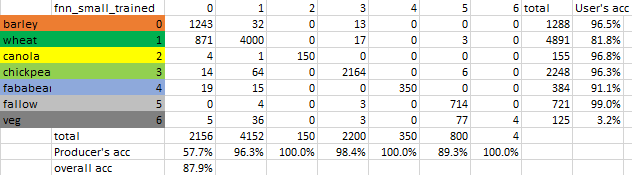 fnn_small_trained 0 1 2 3 4 5 6 total User's acc
barley 0 1243 32 0 13 0 0 0 1288 96.5%
wheat 1 871 4000 0 17 0 3 0 4891 81.8%
canola 2 4 1 150 0 0 0 0 155 96.8%
chickpea 3 14 64 0 2164 0 6 0 2248 96.3%
fababean 4 19 15 0 0 350 0 0 384 91.1%
fallow 5 0 4 0 3 0 714 0 721 99.0%
veg 6 5 36 0 3 0 77 4 125 3.2%
total 2156 4152 150 2200 350 800 4
Producer's acc 57.7% 96.3% 100.0% 98.4% 100.0% 89.3% 100.0%
overall acc 87.9%